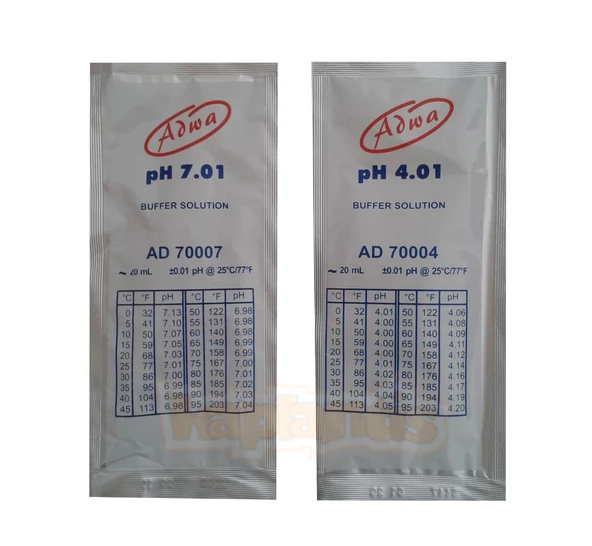 Adwa
pH 7.01
BUFFER SOLUTION
AD 70007
~ 20 mL ±0.01 pH @ 25°C/77°F
°C °F pH °C °F pH
0 32 7.13 50 122 6.98
5 41 7.10 55 131 6.98
10 50 7.07 60 140 6.98
15 59 7.05 65 149 6.99
20 68 7.03 70 158 6.99
25 77 7.01 75 167 7.00
30 86 7.00 80 176 7.01
35 95 6.99 85 185 7.02
40 104 6.98 90 194 7.03
45 113 6.98 95 203 7.04
Adwa
pH 4.01
BUFFER SOLUTION
AD 70004
~ 20 mL ±0.01 pH @ 25°C/77°F
°C °F pH °C °F pH
0 32 4.01 50 122 4.06
5 41 4.00 55 131 4.08
10 50 4.00 60 140 4.09
15 59 4.00 65 149 4.11
20 68 4.00 70 158 4.12
25 77 4.01 75 167 4.14
30 86 4.02 80 176 4.16
35 95 4.03 85 185 4.17
40 104 4.04 90 194 4.19
45 113 4.05 95 203 4.20